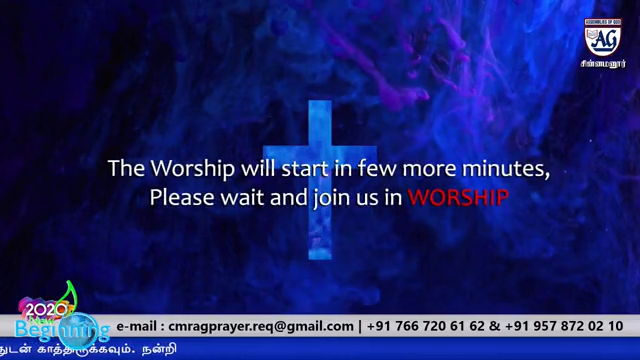 ASSEMBLIES OF GOD
AG
சின்னமனூர்
The Worship will start in few more minutes,
Please wait and join us in WORSHIP
2020
New
Beginning
e-mail : cmragprayer.req@gmail.com | +91 766 720 61 62 & +91 957 872 02 10
காத்திருக்கவும். நன்றி